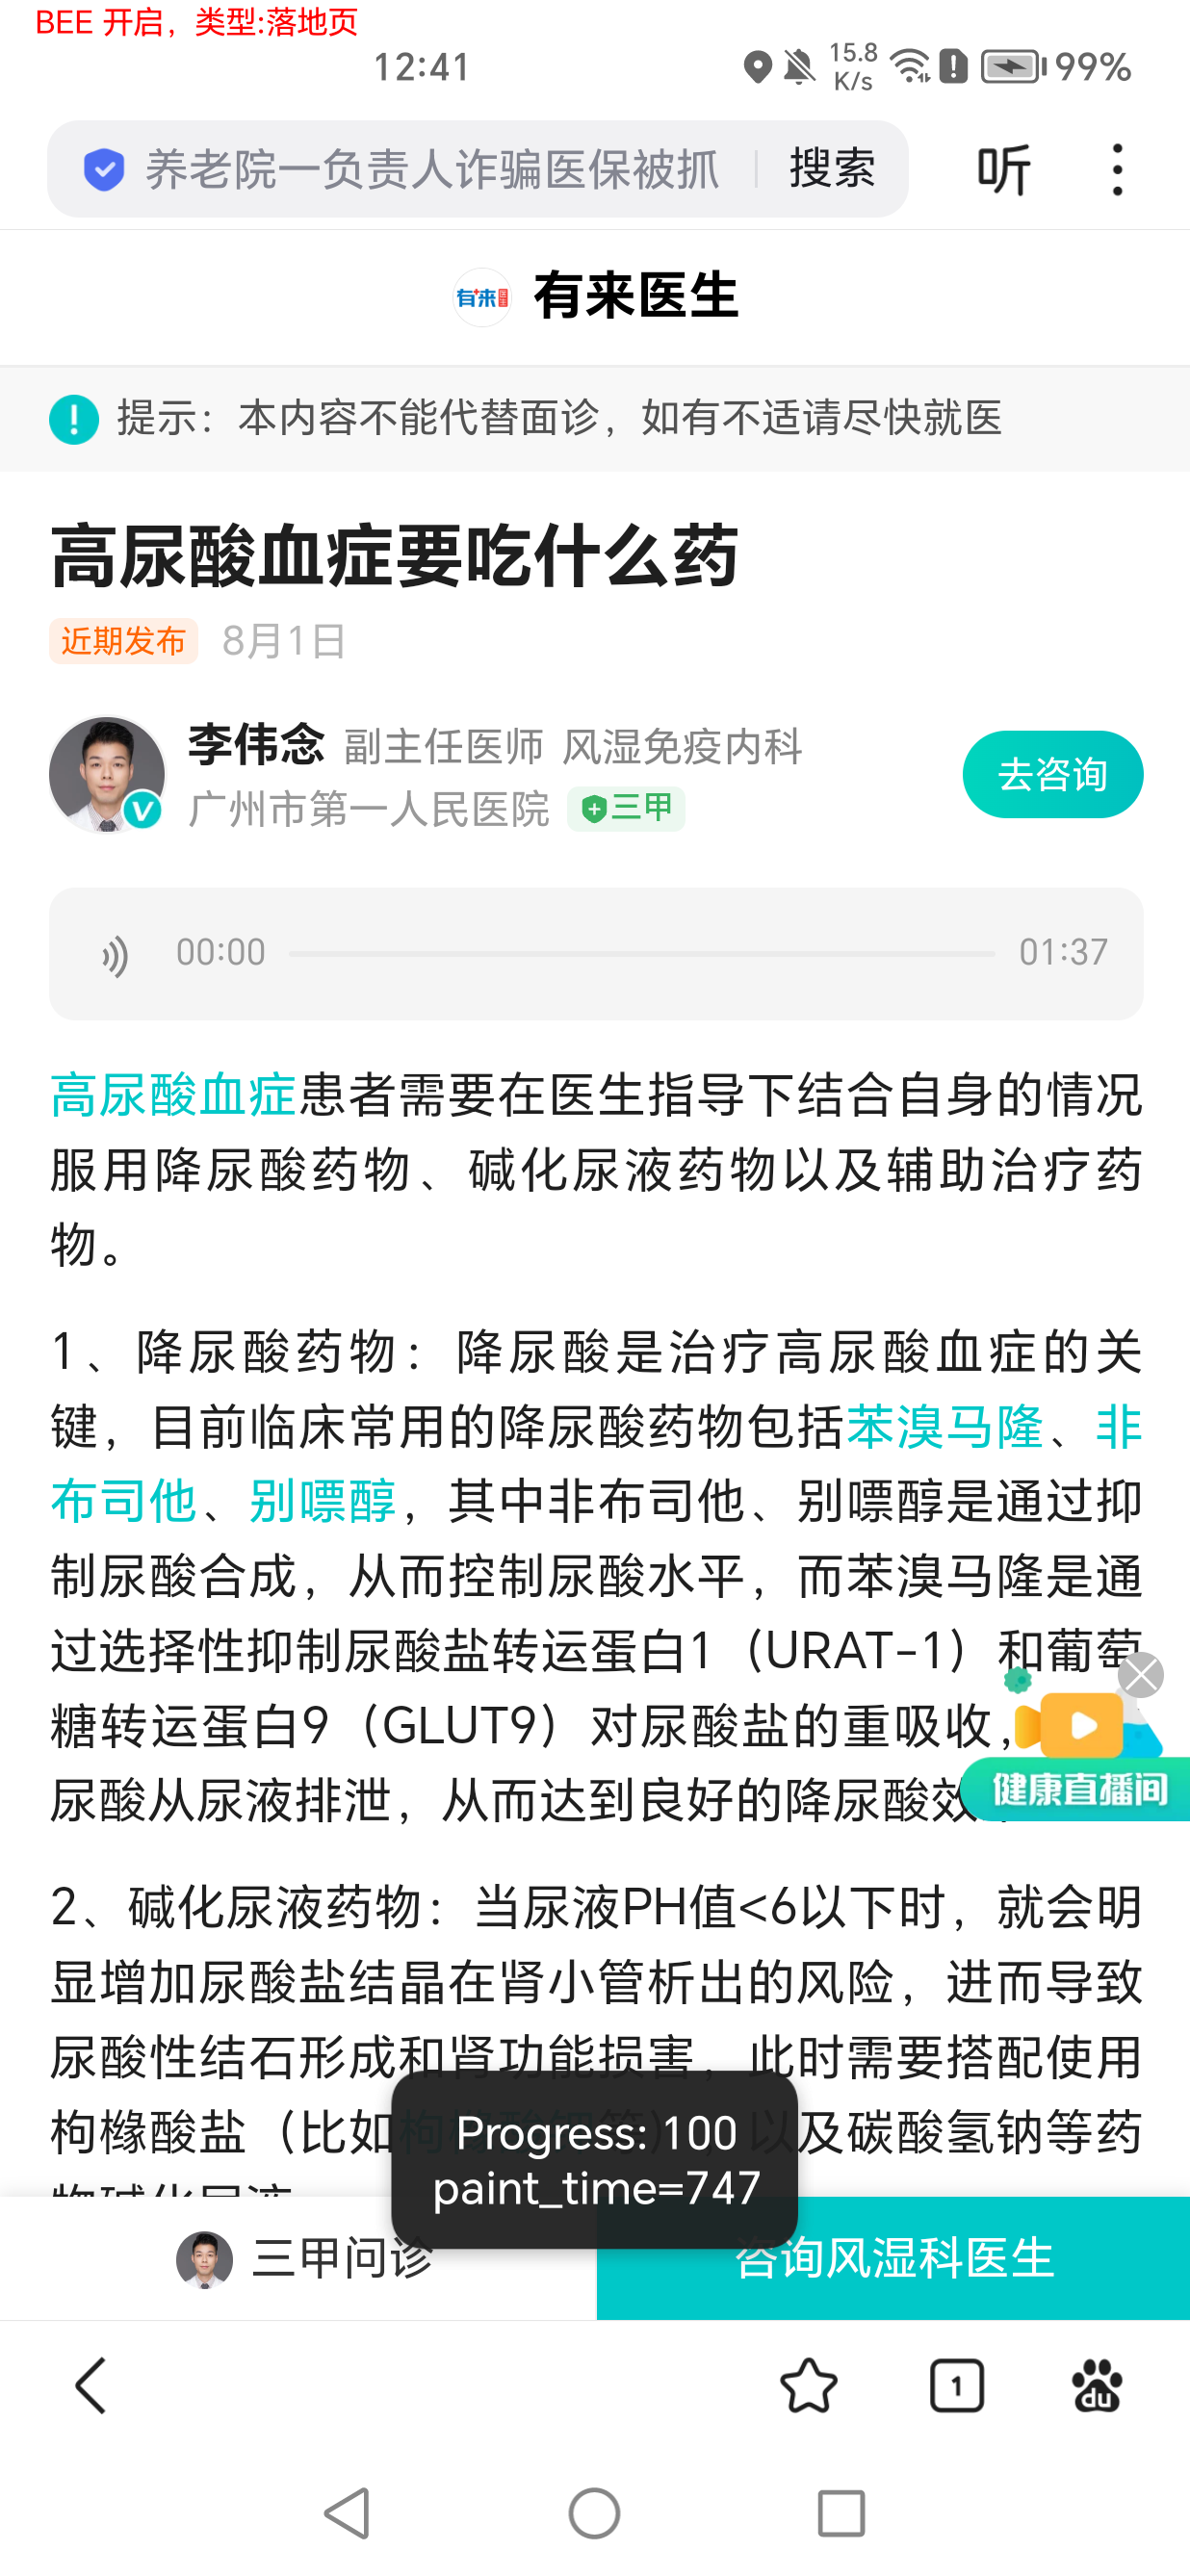 BEE 开启，类型:落地页
12:41
15.8
K/s
99%
养老院一负责人诈骗医保被抓
搜索
听
有来医生
有来医生
提示：本内容不能代替面诊，如有不适请尽快就医
高尿酸血症要吃什么药
近期发布 8月1日
李伟念 副主任医师 风湿免疫内科
广州市第一人民医院 三甲
去咨询
00:00
01:37
高尿酸血症患者需要在医生指导下结合自身的情况
服用降尿酸药物、碱化尿液药物以及辅助治疗药
物。
1、降尿酸药物：降尿酸是治疗高尿酸血症的关
键，目前临床常用的降尿酸药物包括苯溴马隆、非
布司他、别嘌醇，其中非布司他、别嘌醇是通过抑
制尿酸合成，从而控制尿酸水平，而苯溴马隆是通
过选择性抑制尿酸盐转运蛋白1（URAT-1）和葡萄
糖转运蛋白9（GLUT9）对尿酸盐的重吸收，
尿酸从尿液排泄，从而达到良好的降尿酸效
健康直播间
2、碱化尿液药物：当尿液PH值<6以下时，就会明
显增加尿酸盐结晶在肾小管析出的风险，进而导致
尿酸性结石形成和肾功能损害，此时需要搭配使用
枸橼酸盐（比如枸橼酸钾等），以及碳酸氢钠等药
物碱化尿液
Progress: 100
paint_time=747
三甲问诊
咨询风湿科医生
1
du